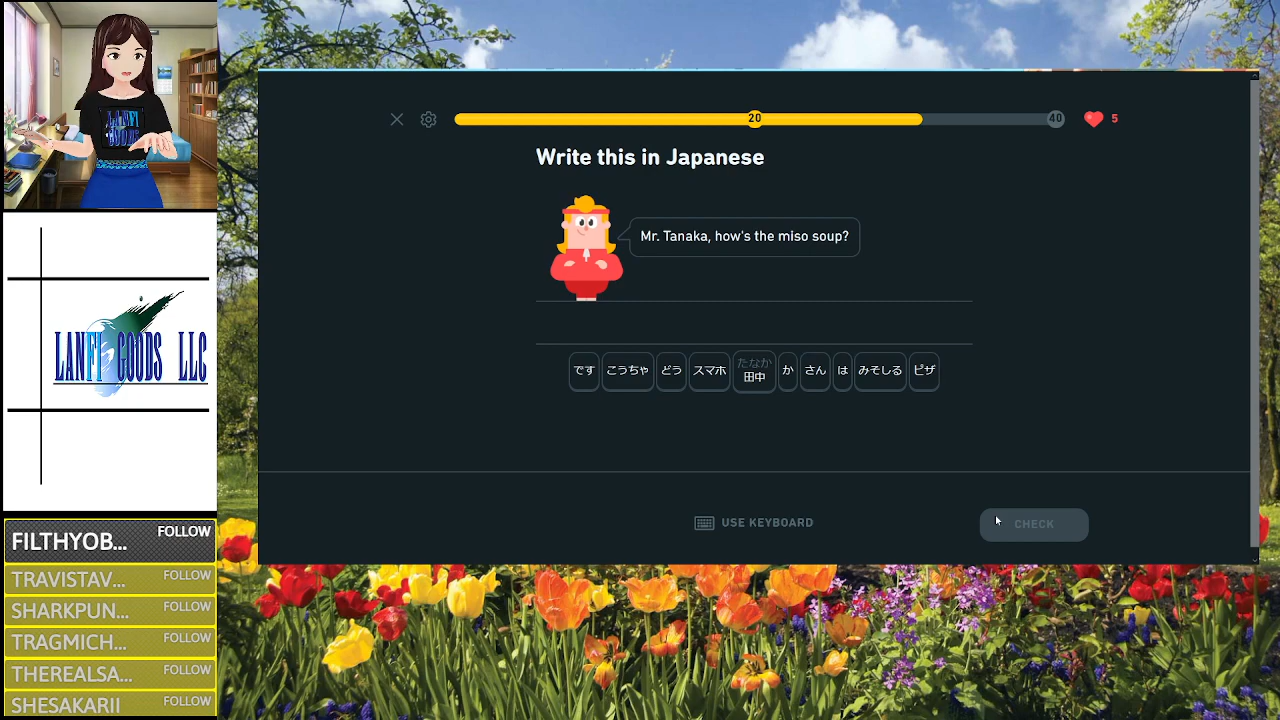 LANFI
GOODS
20
40
5
Write this in Japanese
Mr. Tanaka, how's the miso soup?
LANFI GOODS LLC
です こうちゃ どう スマホ 田中 か さん は みそしる ピザ
たなか
USE KEYBOARD
CHECK
FILTHYOB... FOLLOW
TRAVISTAV... FOLLOW
SHARKPUN... FOLLOW
TRAGMICH... FOLLOW
THEREALSA... FOLLOW
SHESAKARII FOLLOW